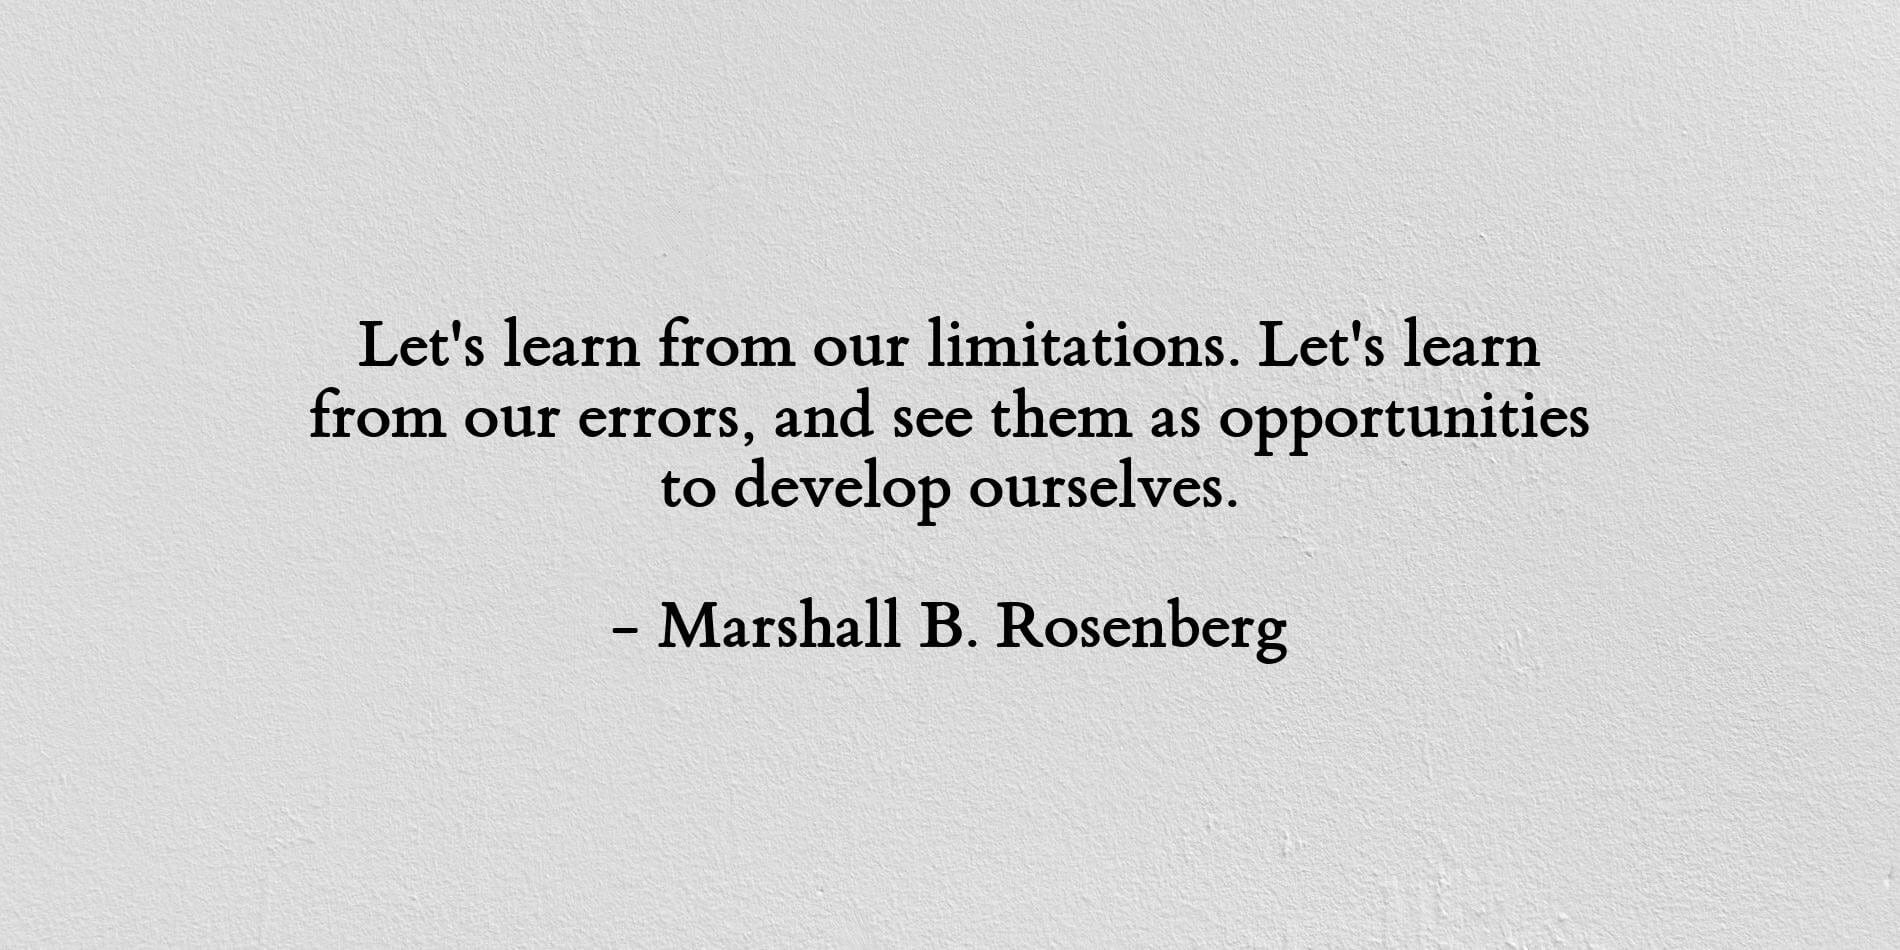 Let's learn from our limitations. Let's learn
from our errors, and see them as opportunities
to develop ourselves.
- Marshall B. Rosenberg